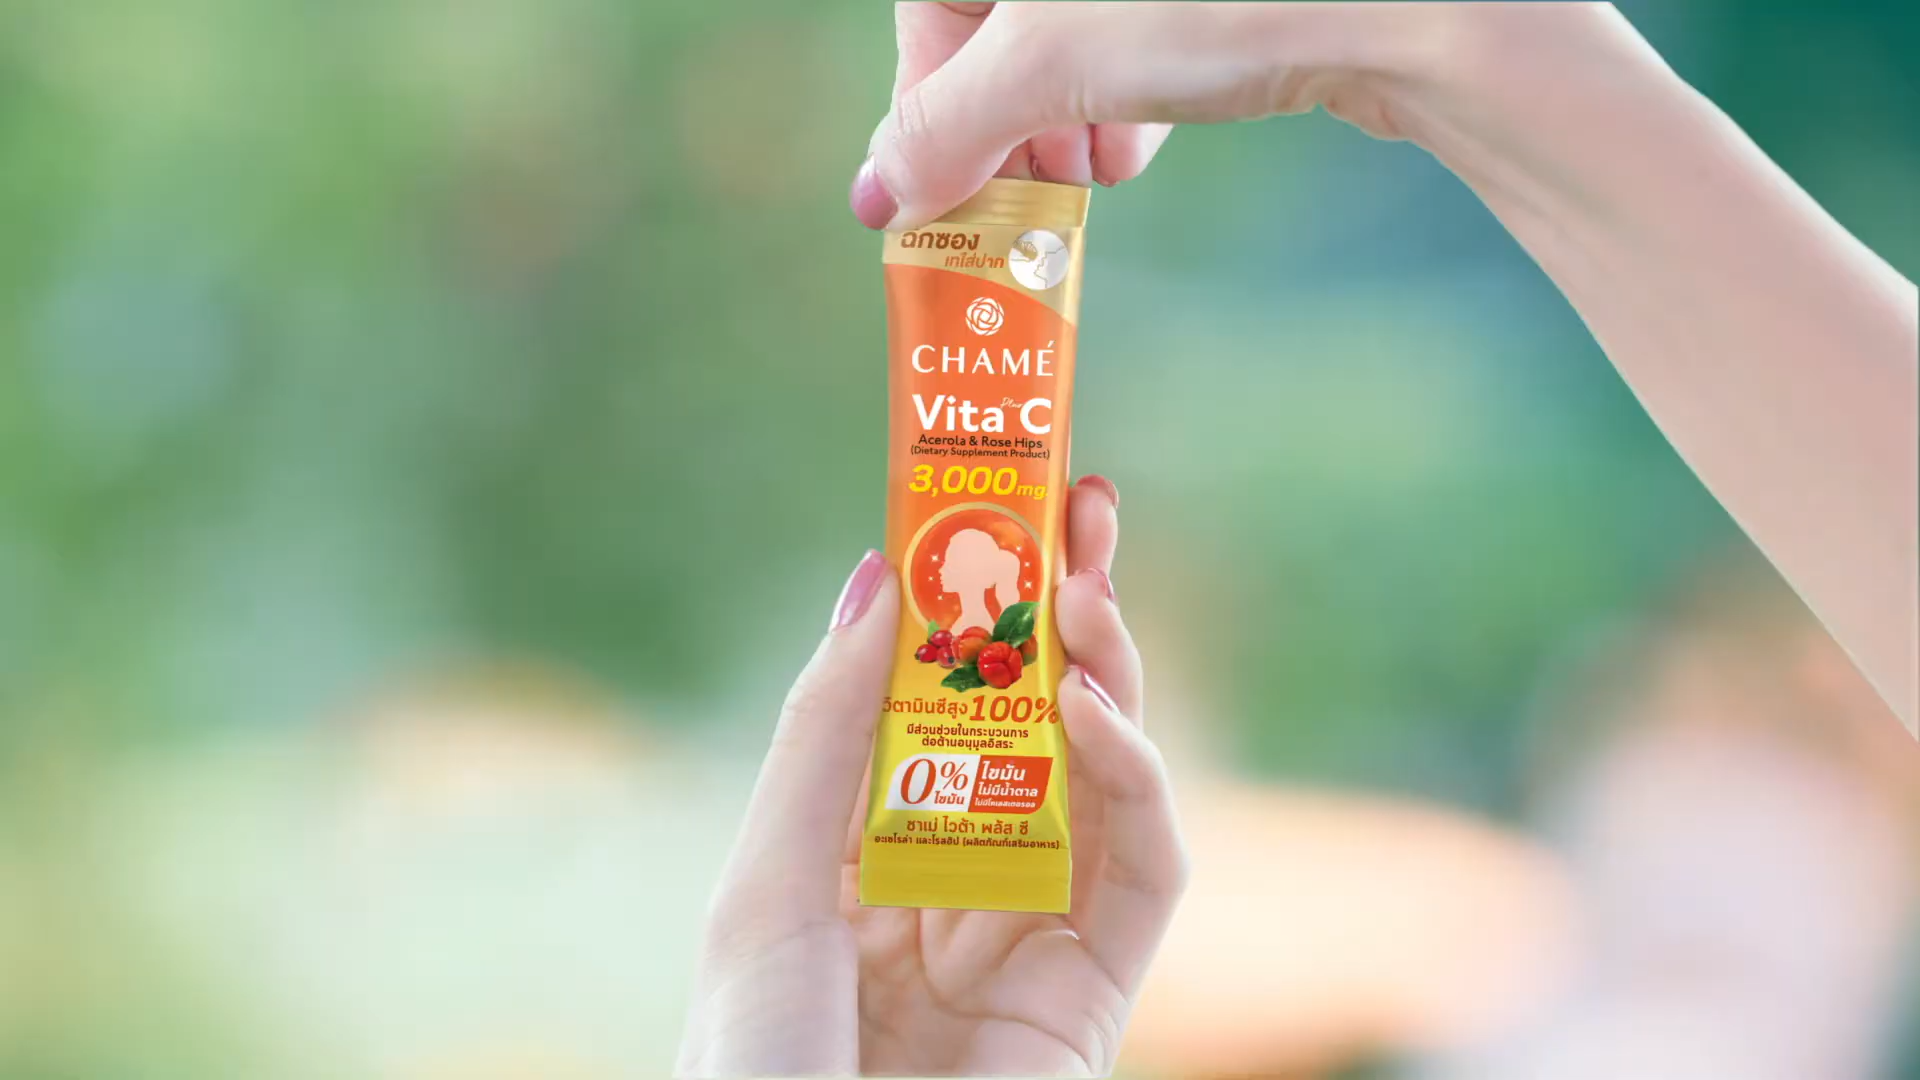 ฉีกซอง
เทใส่ปาก
CHAMÉ
Vita Plus C
Acerola & Rose Hips
(Dietary Supplement Product)
3,000mg.
วิตามินซีสูง100%
มีส่วนช่วยในกระบวนการ
ต่อต้านอนุมูลอิสระ
0%
ไขมัน
ไขมัน
ไม่มีน้ำตาล
ไม่มีโคเลสเตอรอล
ชาเม่ ไวต้า พลัส ซี
อะเซโรล่า และโรสฮิป (ผลิตภัณฑ์เสริมอาหาร)